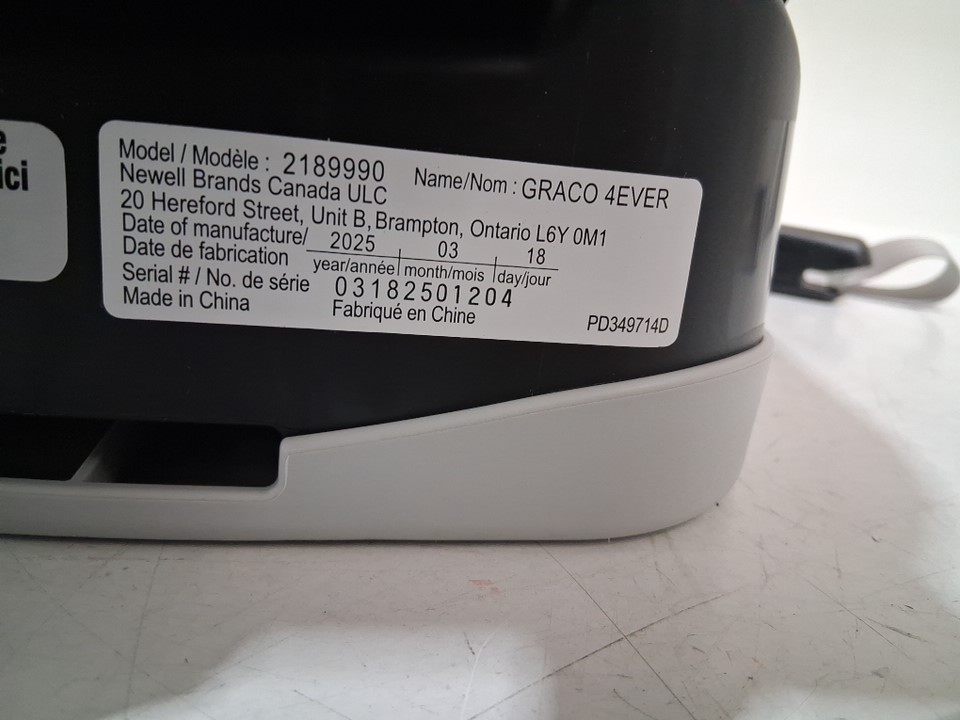 e
ici
Model / Modèle : 2189990 Name/Nom : GRACO 4EVER
Newell Brands Canada ULC
20 Hereford Street, Unit B, Brampton, Ontario L6Y 0M1
Date of manufacture/ 2025 03 18
Date de fabrication year/année month/mois day/jour
Serial # / No. de série 03182501204
Made in China Fabriqué en Chine PD349714D